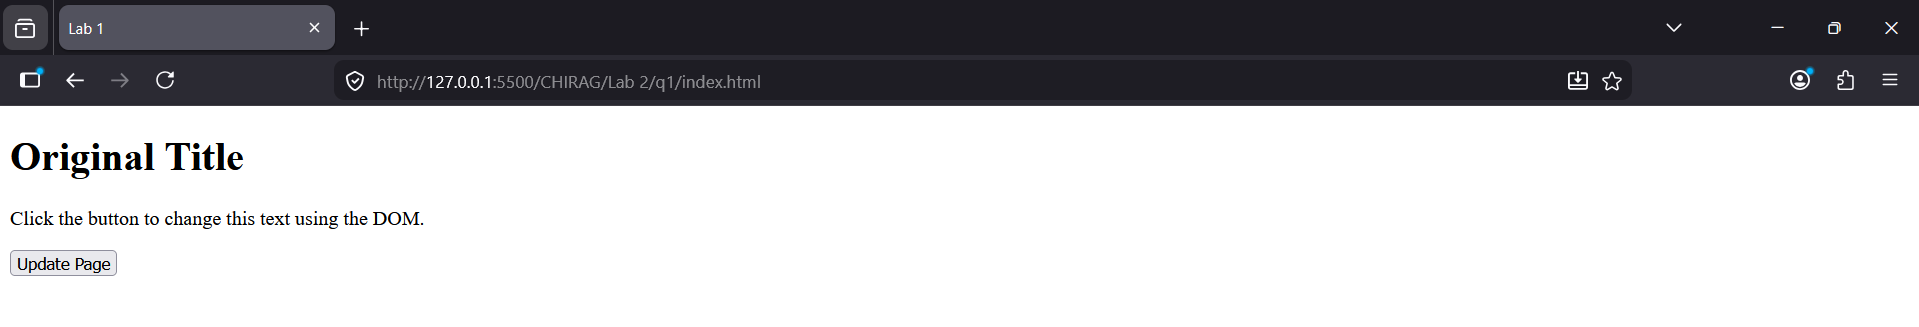 Lab 1
http://127.0.0.1:5500/CHIRAG/Lab 2/q1/index.html
Original Title
Click the button to change this text using the DOM.
Update Page